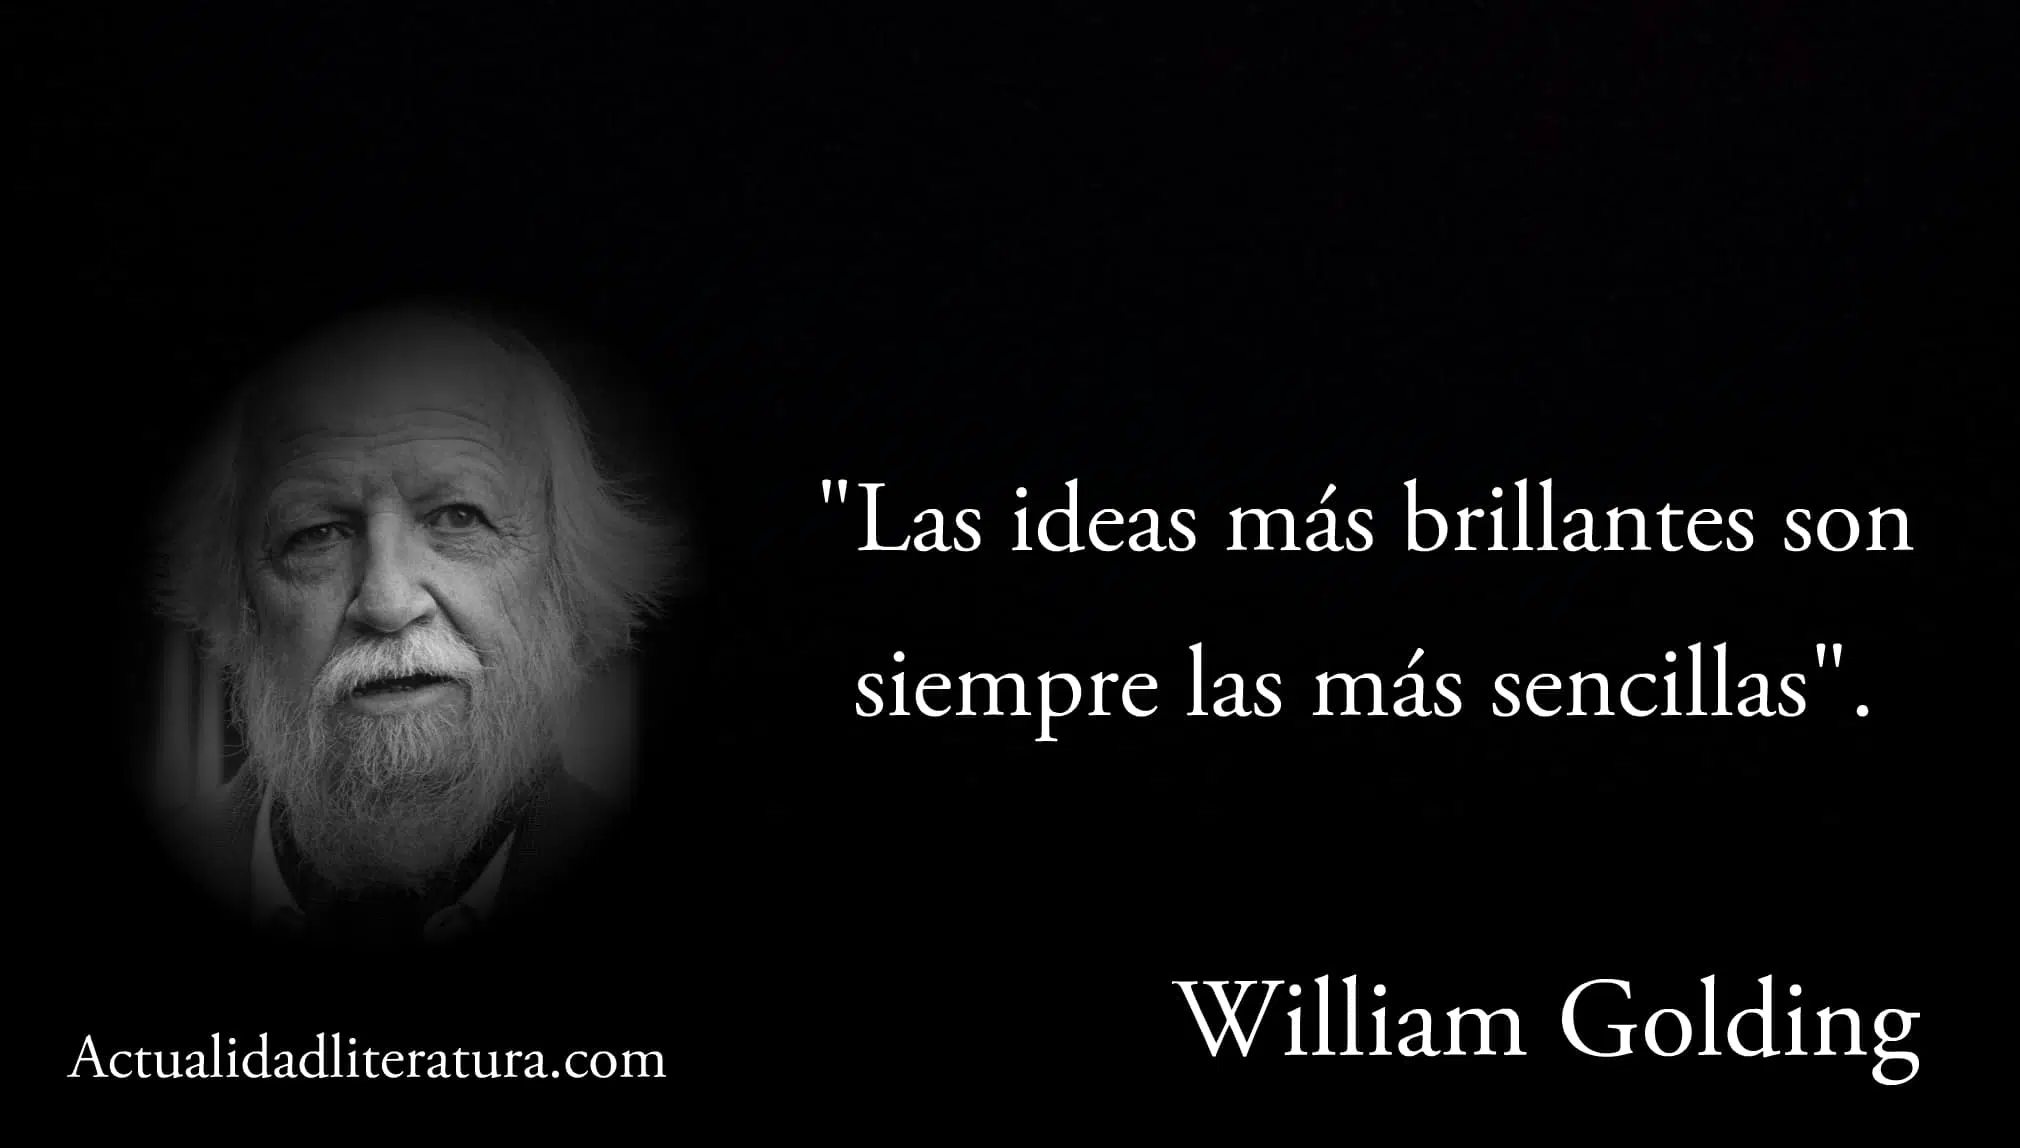 "Las ideas más brillantes son
siempre las más sencillas".
William Golding
Actualidadliteratura.com